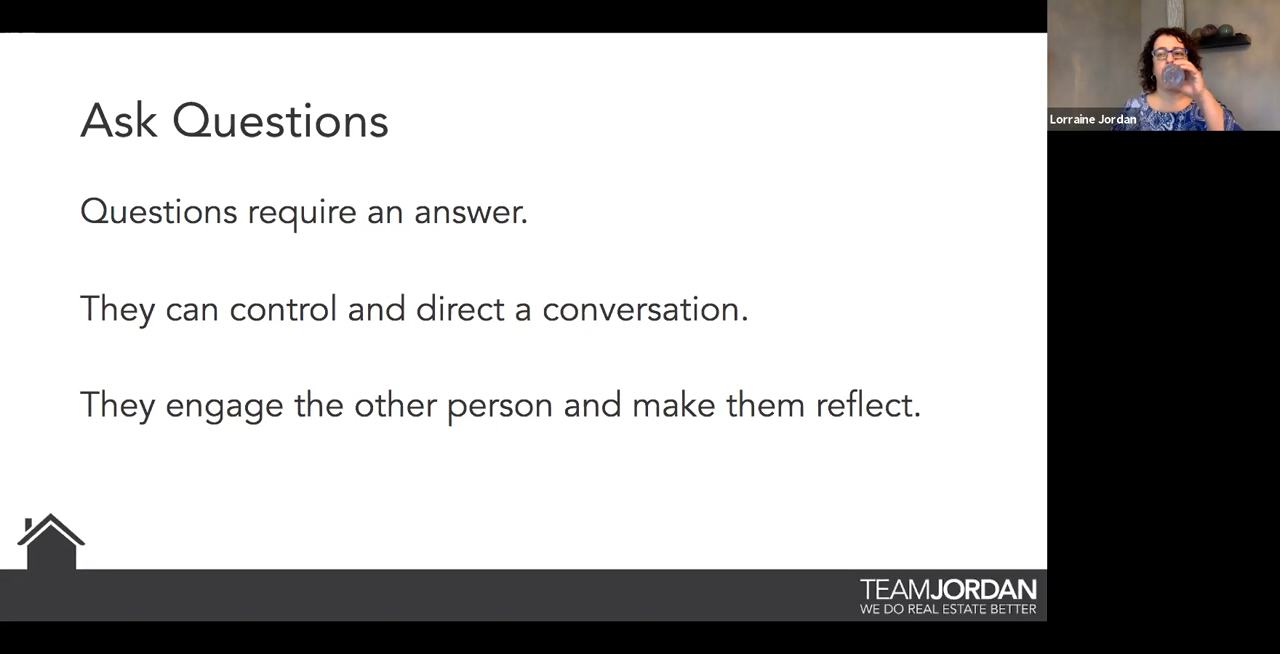 Ask Questions
Questions require an answer.
They can control and direct a conversation.
They engage the other person and make them reflect.
TEAMJORDAN
WE DO REAL ESTATE BETTER
Lorraine Jordan